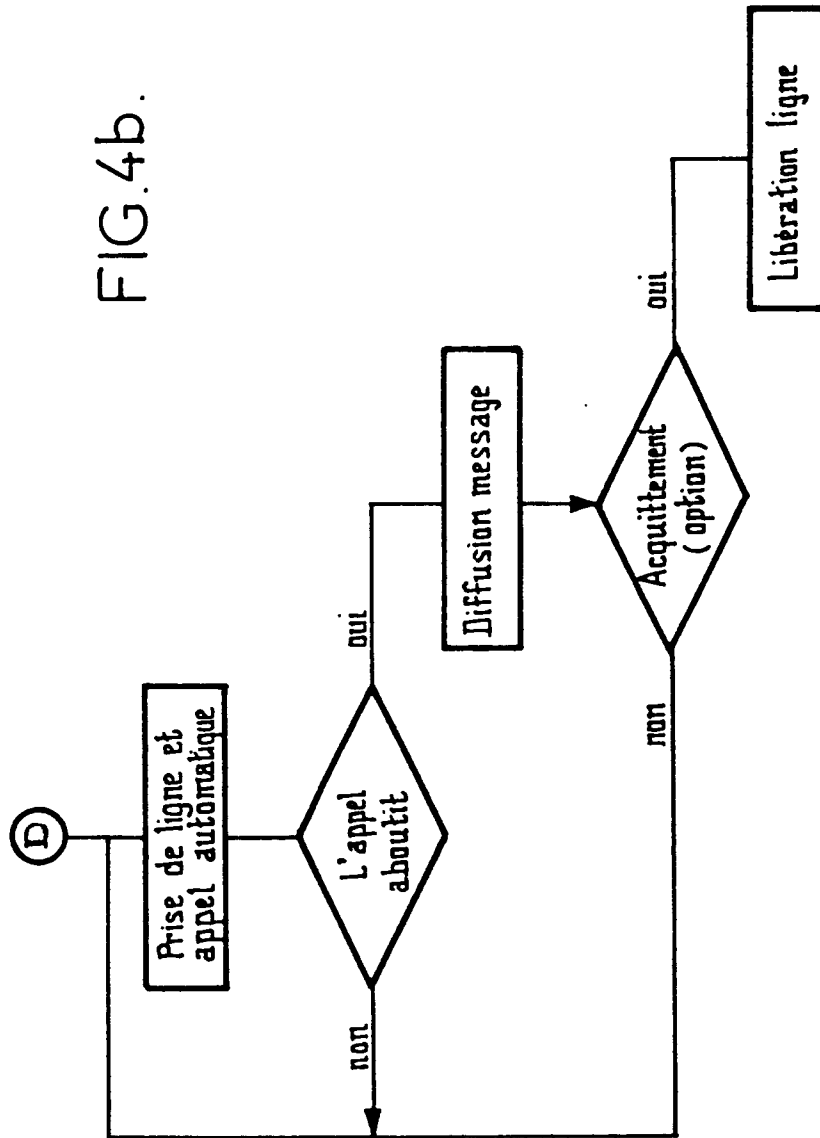 FIG.4b.
D
Prise de ligne et
appel automatique
L'appel
aboutit
oui
non
Diffusion message
Acquittement
(option)
oui
non
Libération ligne